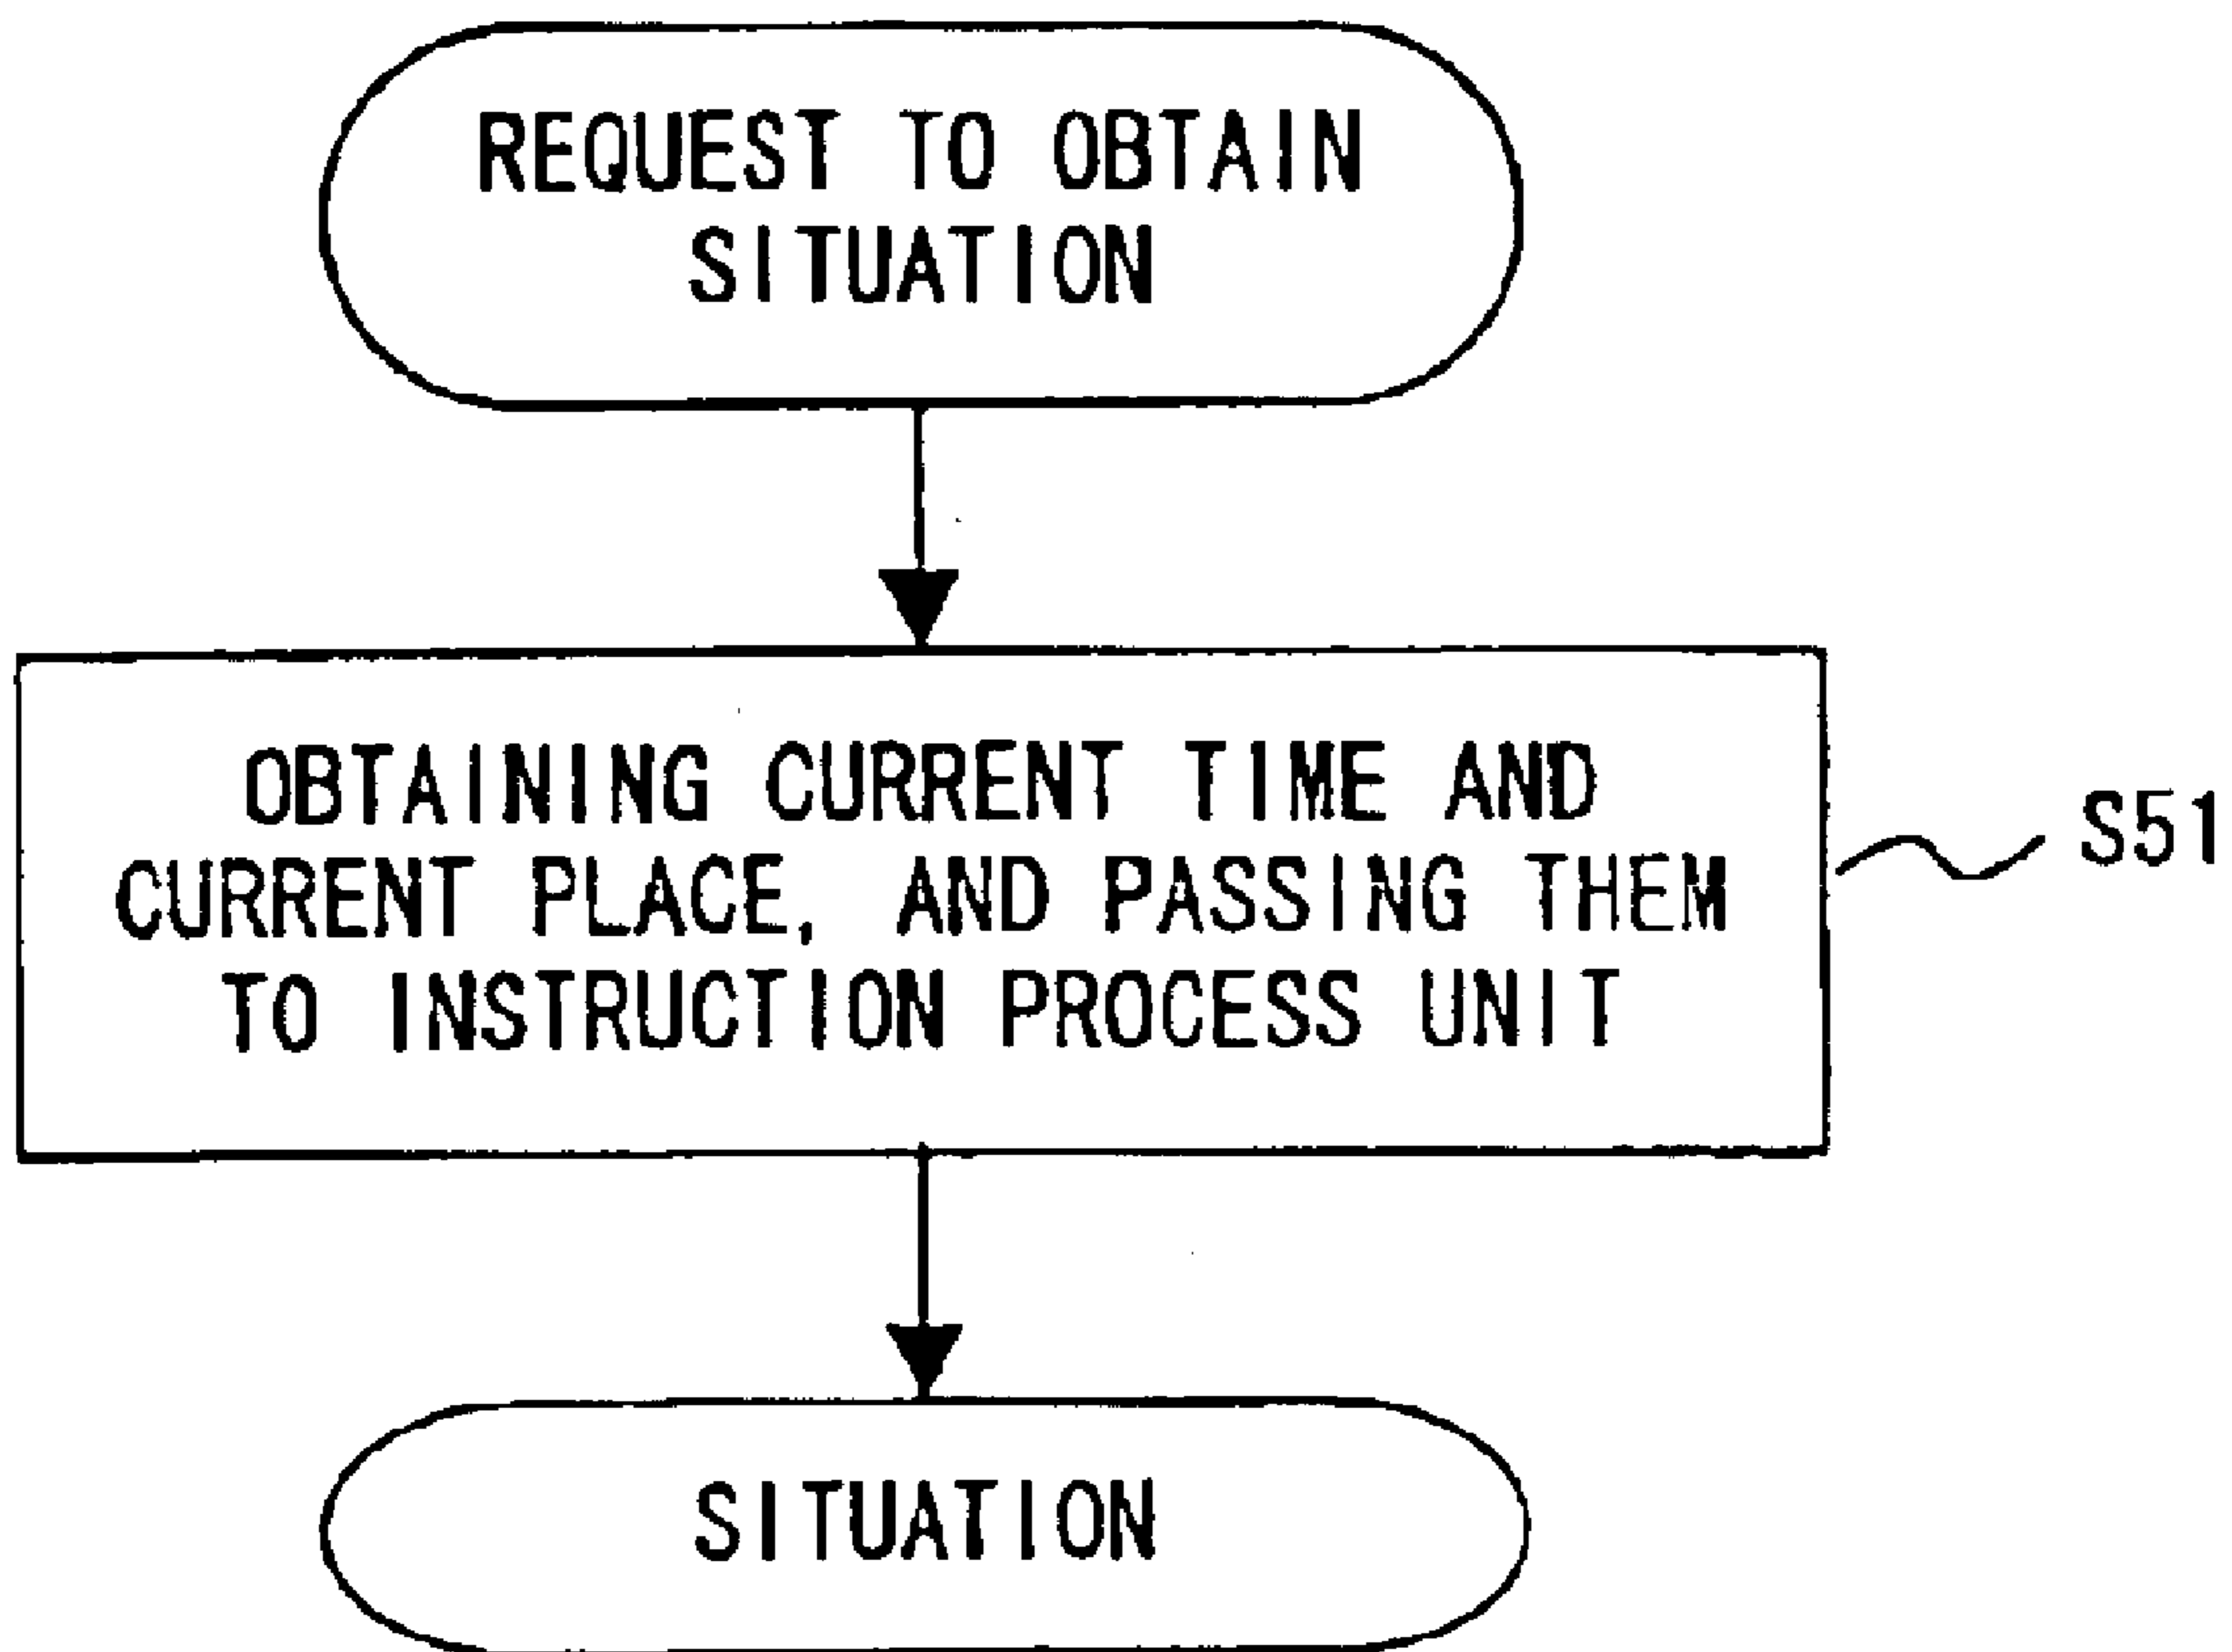 REQUEST TO OBTAIN
SITUATION
OBTAINING CURRENT TIME AND
CURRENT PLACE, AND PASSING THEM
TO INSTRUCTION PROCESS UNIT
S51
SITUATION